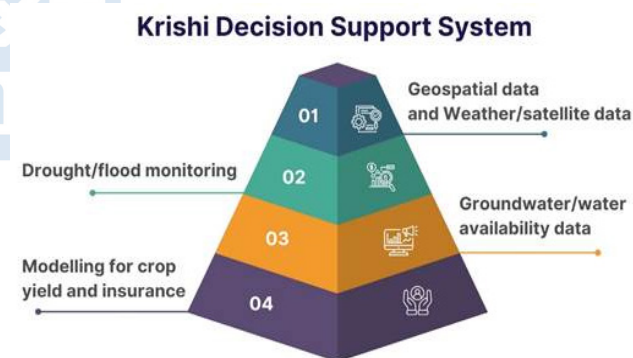 Krishi Decision Support System
01
Geospatial data
and Weather/satellite data
Drought/flood monitoring
02
03
Groundwater/water
availability data
Modelling for crop
yield and insurance
04